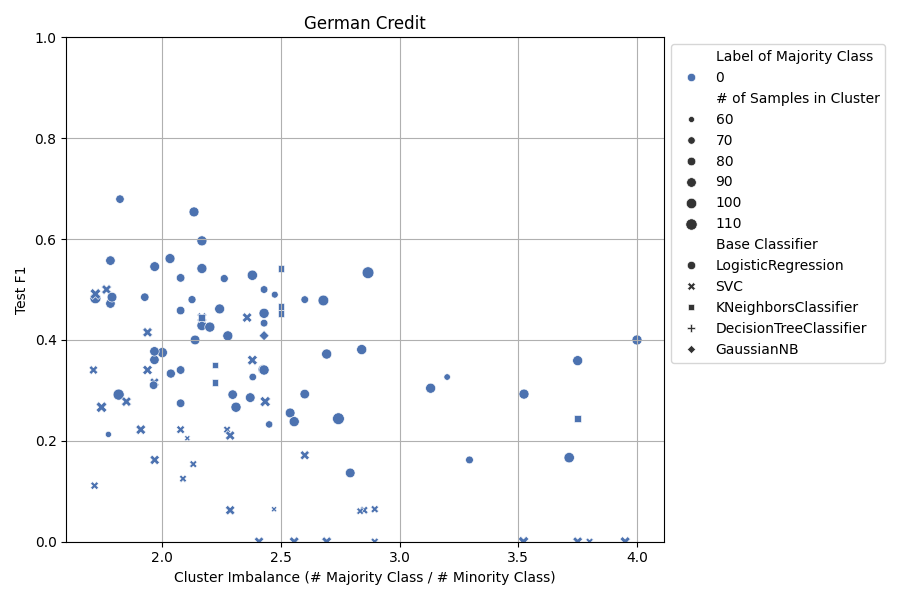 German Credit
1.0
0.8
0.6
0.4
0.2
0.0
Test F1
2.0 2.5 3.0 3.5 4.0
Cluster Imbalance (# Majority Class / # Minority Class)
Label of Majority Class
0
# of Samples in Cluster
60
70
80
90
100
110
Base Classifier
LogisticRegression
SVC
KNeighborsClassifier
DecisionTreeClassifier
GaussianNB